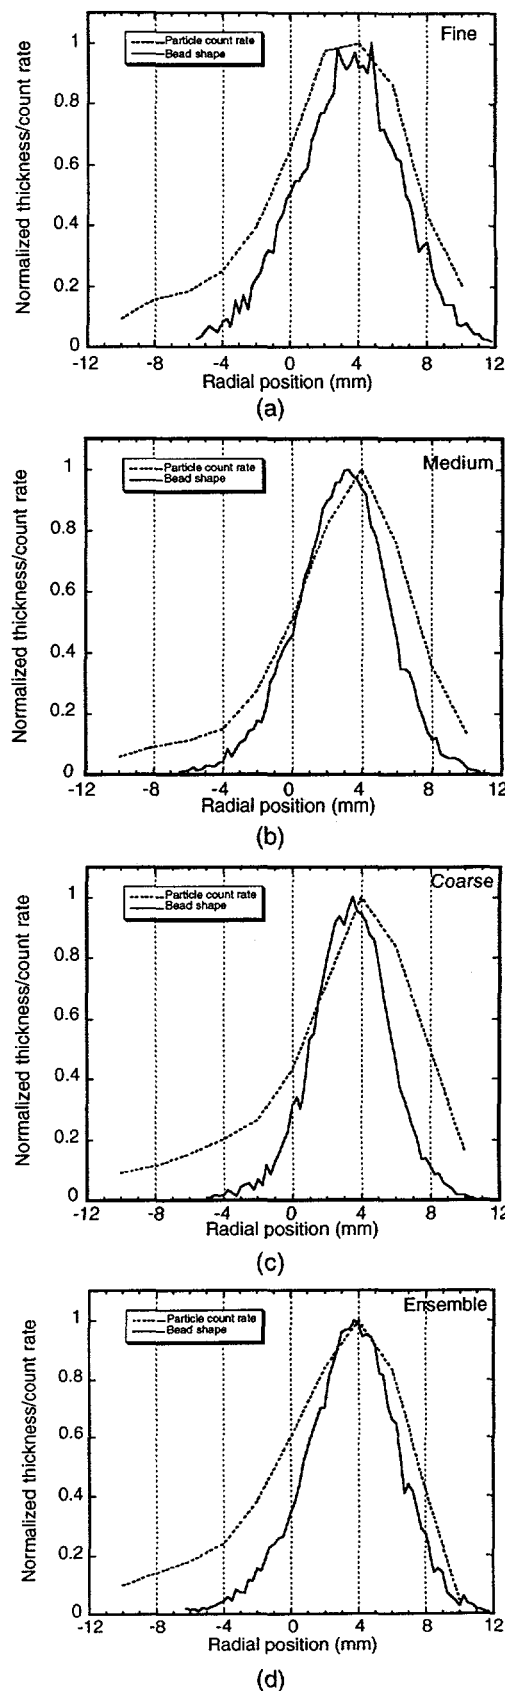 Fine
Particle count rate
Bead shape
Normalized thickness/count rate
1
0.8
0.6
0.4
0.2
0
-12 -8 -4 0 4 8 12
Radial position (mm)
(a)
Medium
Particle count rate
Bead shape
Normalized thickness/count rate
1
0.8
0.6
0.4
0.2
0
-12 -8 -4 0 4 8 12
Radial position (mm)
(b)
Coarse
Particle count rate
Bead shape
Normalized thickness/count rate
1
0.8
0.6
0.4
0.2
0
-12 -8 -4 0 4 8 12
Radial position (mm)
(c)
Ensemble
Particle count rate
Bead shape
Normalized thickness/count rate
1
0.8
0.6
0.4
0.2
0
-12 -8 -4 0 4 8 12
Radial position (mm)
(d)